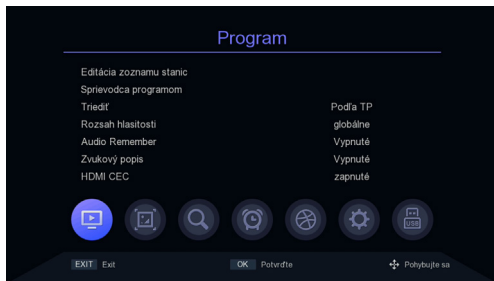 Program
Editácia zoznamu stanic
Sprievodca programom
Triediť Podľa TP
Rozsah hlasitosti globálne
Audio Remember Vypnuté
Zvukový popis Vypnuté
HDMI CEC zapnuté
USB
EXIT Exit OK Potvrďte Pohybujte sa